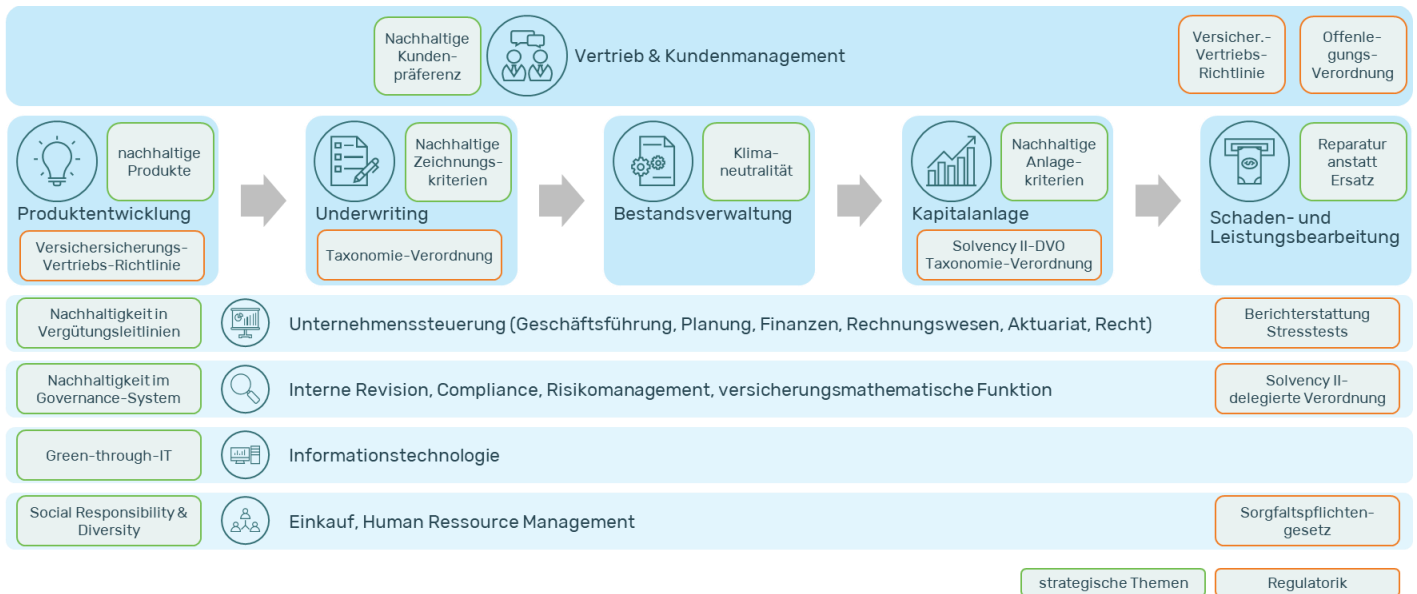 Nachhaltige
Kunden-
präferenz
Vertrieb & Kundenmanagement
Versicher.-
Vertriebs-
Richtlinie
Offenle-
gungs-
Verordnung
nachhaltige
Produkte
Produktentwicklung
Versichersicherungs-
Vertriebs-Richtlinie
Nachhaltige
Zeichnungs-
kriterien
Underwriting
Taxonomie-Verordnung
Klima-
neutralität
Bestandsverwaltung
Nachhaltige
Anlage-
kriterien
Kapitalanlage
Solvency II-DVO
Taxonomie-Verordnung
Reparatur
anstatt
Ersatz
Schaden- und
Leistungsbearbeitung
Nachhaltigkeit in
Vergütungsleitlinien
Unternehmenssteuerung (Geschäftsführung, Planung, Finanzen, Rechnungswesen, Aktuariat, Recht)
Berichterstattung
Stresstests
Nachhaltigkeit im
Governance-System
Interne Revision, Compliance, Risikomanagement, versicherungsmathematische Funktion
Solvency II-
delegierte Verordnung
Green-through-IT
Informationstechnologie
Social Responsibility &
Diversity
Einkauf, Human Ressource Management
Sorgfaltspflichten-
gesetz
strategische Themen
Regulatorik